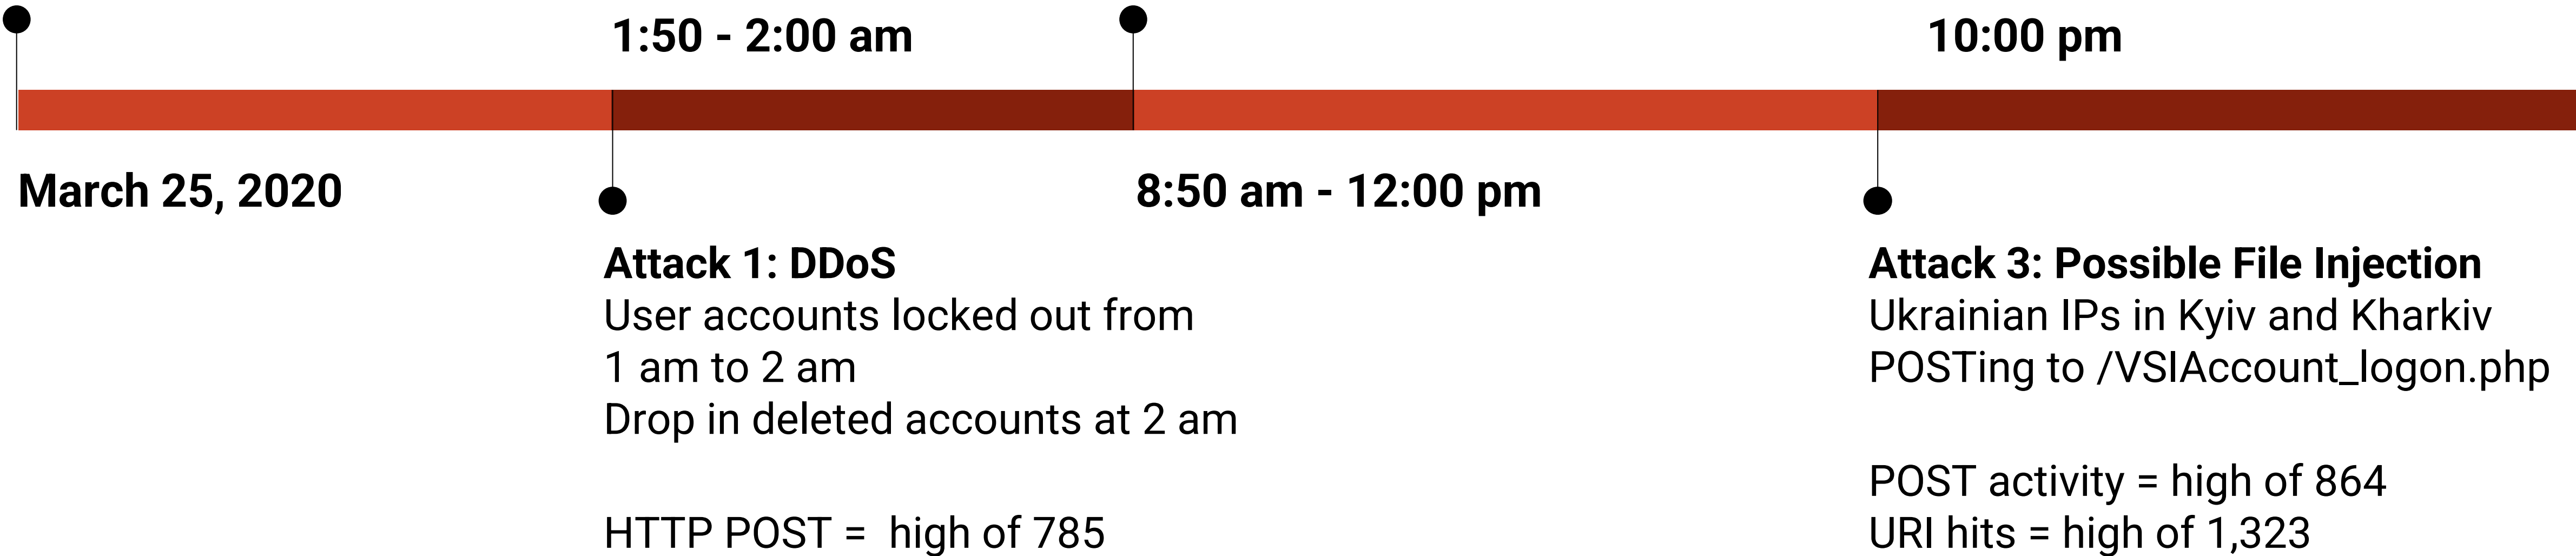 1:50 - 2:00 am
10:00 pm
March 25, 2020
8:50 am - 12:00 pm
Attack 1: DDoS
User accounts locked out from
1 am to 2 am
Drop in deleted accounts at 2 am
HTTP POST =  high of 785
Attack 3: Possible File Injection
Ukrainian IPs in Kyiv and Kharkiv
POSTing to /VSIAccount_logon.php
POST activity = high of 864
URI hits = high of 1,323